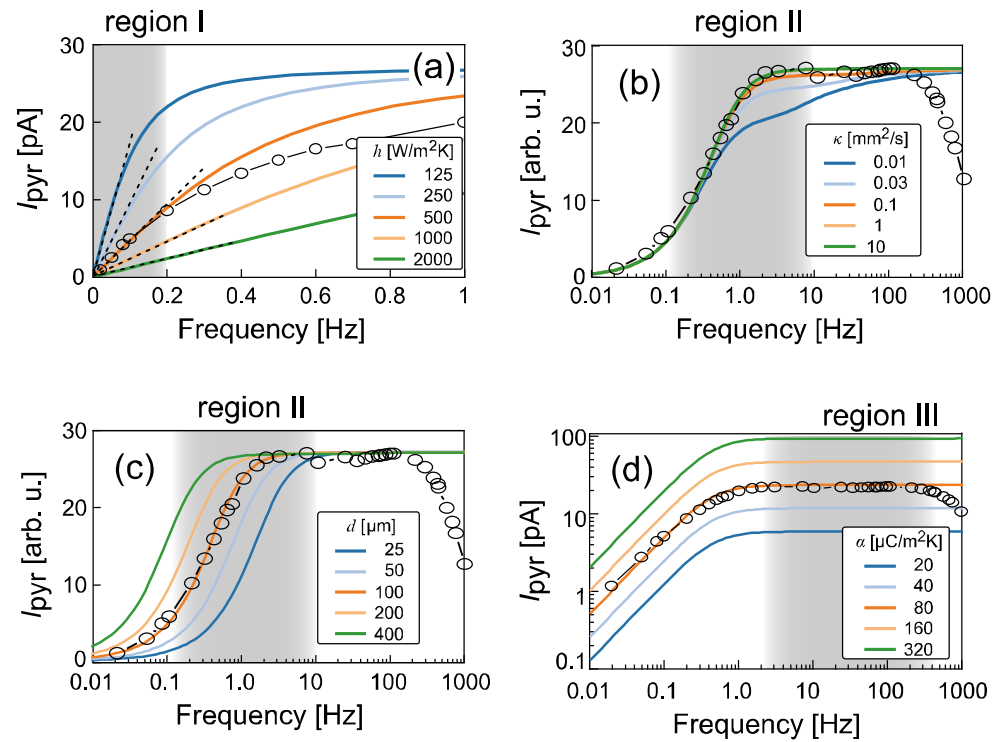 region I
(a)
30
20
10
0
I_pyr [pA]
h [W/m²K]
125
250
500
1000
2000
0 0.2 0.4 0.6 0.8 1
Frequency [Hz]
region II
(b)
30
20
10
0
I_pyr [arb. u.]
κ [mm²/s]
0.01
0.03
0.1
1
10
0.01 0.1 1.0 10 100 1000
Frequency [Hz]
region II
(c)
30
20
10
0
I_pyr [arb. u.]
d [µm]
25
50
100
200
400
0.01 0.1 1.0 10 100 1000
Frequency [Hz]
region III
(d)
100
10
1
0.1
I_pyr [pA]
α [µC/m²K]
20
40
80
160
320
0.01 0.1 1.0 10 100 1000
Frequency [Hz]